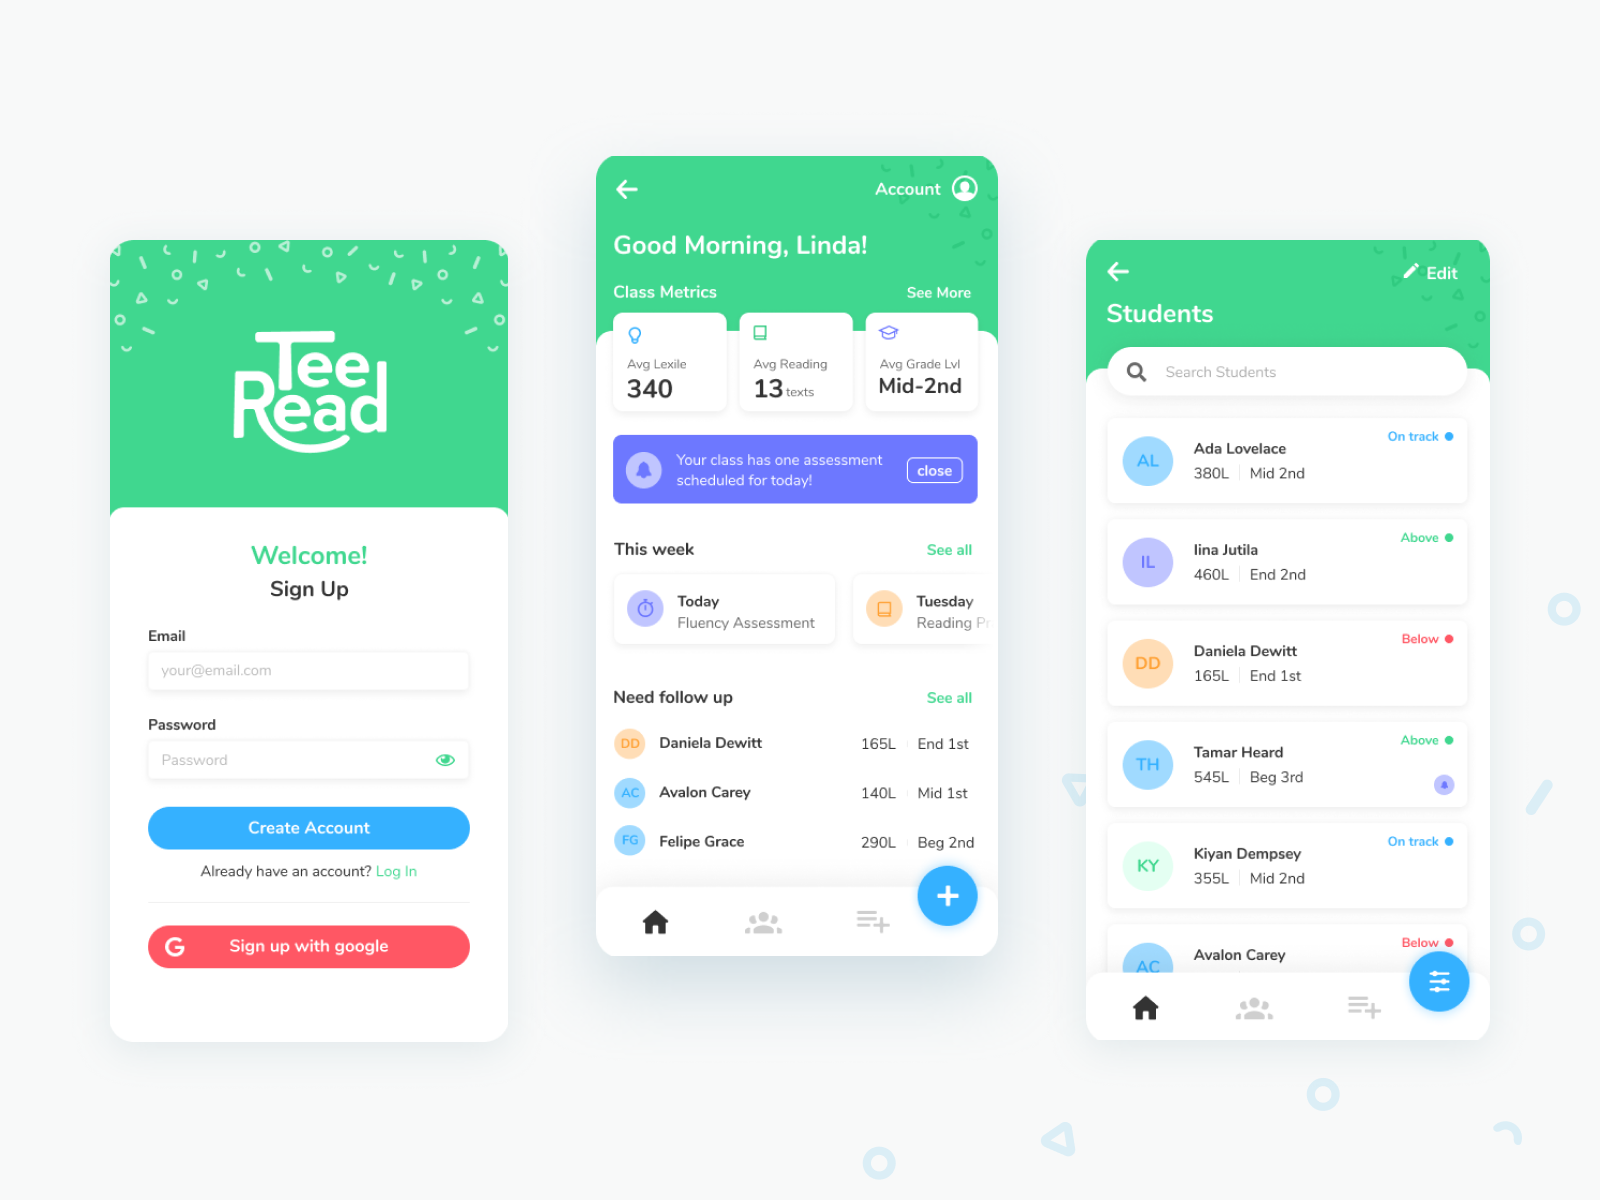 Tee
Read
Welcome!
Sign Up
Email
your@email.com
Password
Password
Create Account
Already have an account? Log In
G Sign up with google
Account
Good Morning, Linda!
Class Metrics See More
Avg Lexile
340
Avg Reading
13 texts
Avg Grade Lvl
Mid-2nd
Your class has one assessment
scheduled for today!
close
This week See all
Today
Fluency Assessment
Tuesday
Reading Pr
Need follow up See all
DD Daniela Dewitt 165L End 1st
AC Avalon Carey 140L Mid 1st
FG Felipe Grace 290L Beg 2nd
Edit
Students
Search Students
On track
AL Ada Lovelace
380L Mid 2nd
Above
IL Iina Jutila
460L End 2nd
Below
DD Daniela Dewitt
165L End 1st
Above
TH Tamar Heard
545L Beg 3rd
On track
KY Kiyan Dempsey
355L Mid 2nd
Below
AC Avalon Carey